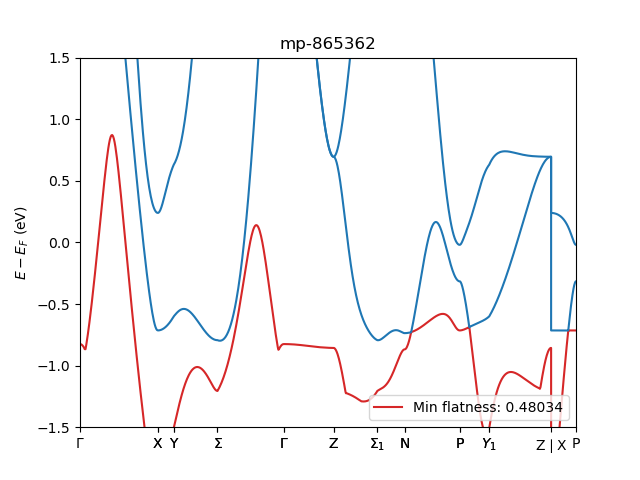 mp-865362
1.5
1.0
0.5
0.0
−0.5
−1.0
−1.5
E − E_F (eV)
Γ X Y Σ Γ Z Σ₁ N P Y₁ Z | X P
Min flatness: 0.48034